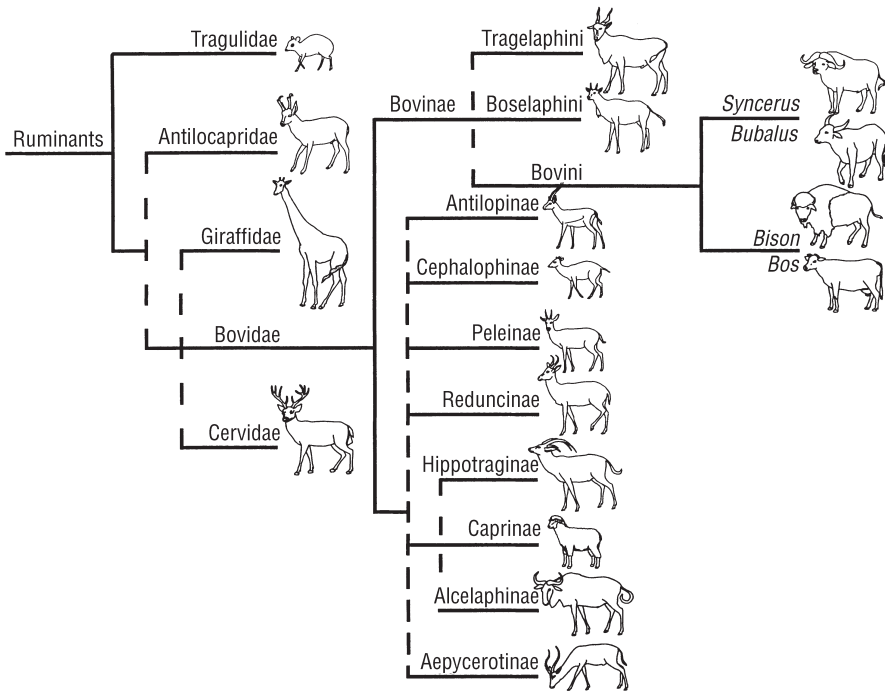 Ruminants
Tragulidae
Antilocapridae
Giraffidae
Bovidae
Cervidae
Bovinae
Tragelaphini
Boselaphini
Bovini
Syncerus
Bubalus
Bison
Bos
Antilopinae
Cephalophinae
Peleinae
Reduncinae
Hippotraginae
Caprinae
Alcelaphinae
Aepycerotinae